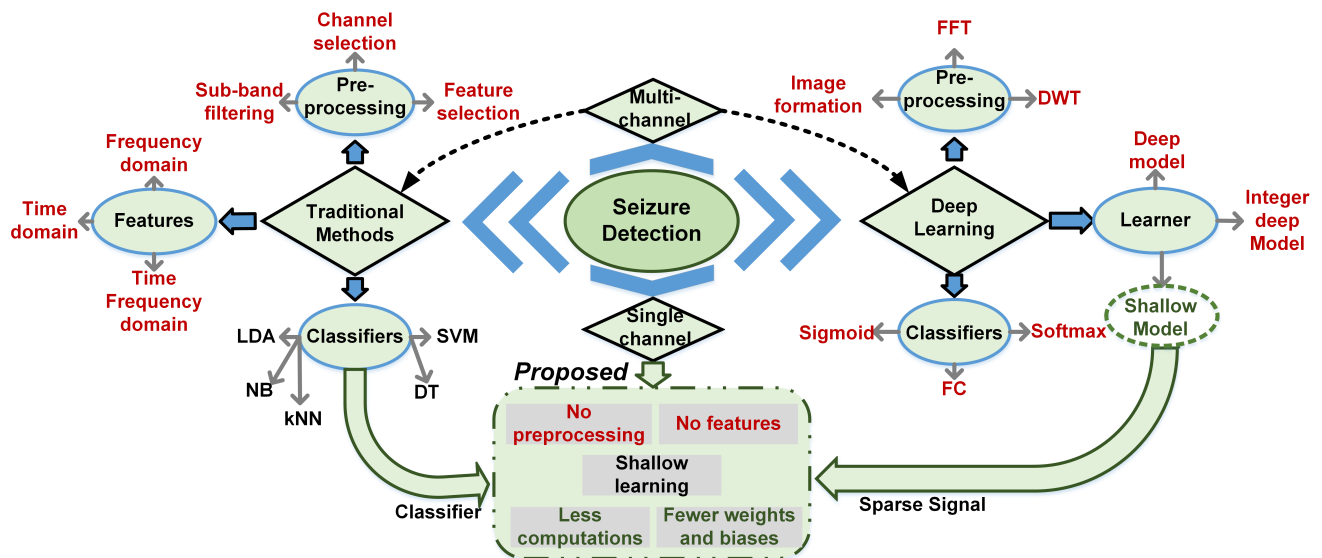 Channel
selection
Sub-band
filtering
Pre-
processing
Feature
selection
Frequency
domain
Time
domain
Features
Time
Frequency
domain
Traditional
Methods
LDA
Classifiers
SVM
NB
kNN
DT
Multi-
channel
Seizure
Detection
Single
channel
FFT
Image
formation
Pre-
processing
DWT
Deep
Learning
Deep
model
Learner
Integer
deep
Model
Shallow
Model
Sigmoid
Classifiers
Softmax
FC
Proposed
No
preprocessing
No features
Shallow
learning
Less
computations
Fewer weights
and biases
Classifier
Sparse Signal